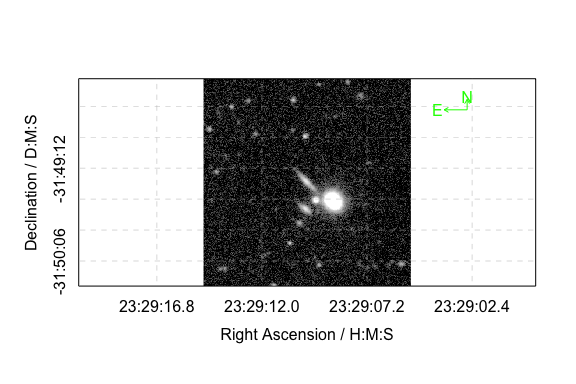 N
E
Declination / D:M:S
-31:49:12
-31:50:06
23:29:16.8 23:29:12.0 23:29:07.2 23:29:02.4
Right Ascension / H:M:S